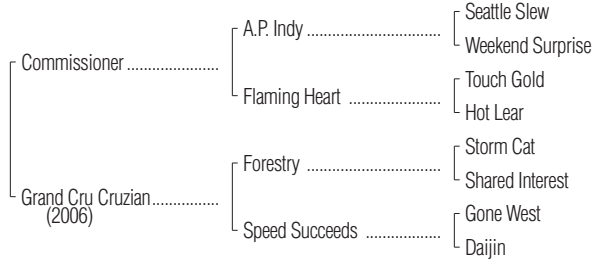 Seattle Slew
A.P. Indy ..............................
Weekend Surprise
Commissioner .....................
Touch Gold
Flaming Heart .....................
Hot Lear
Storm Cat
Forestry ..............................
Shared Interest
Grand Cru Cruzian ...............
(2006)
Gone West
Speed Succeeds .................
Daijin